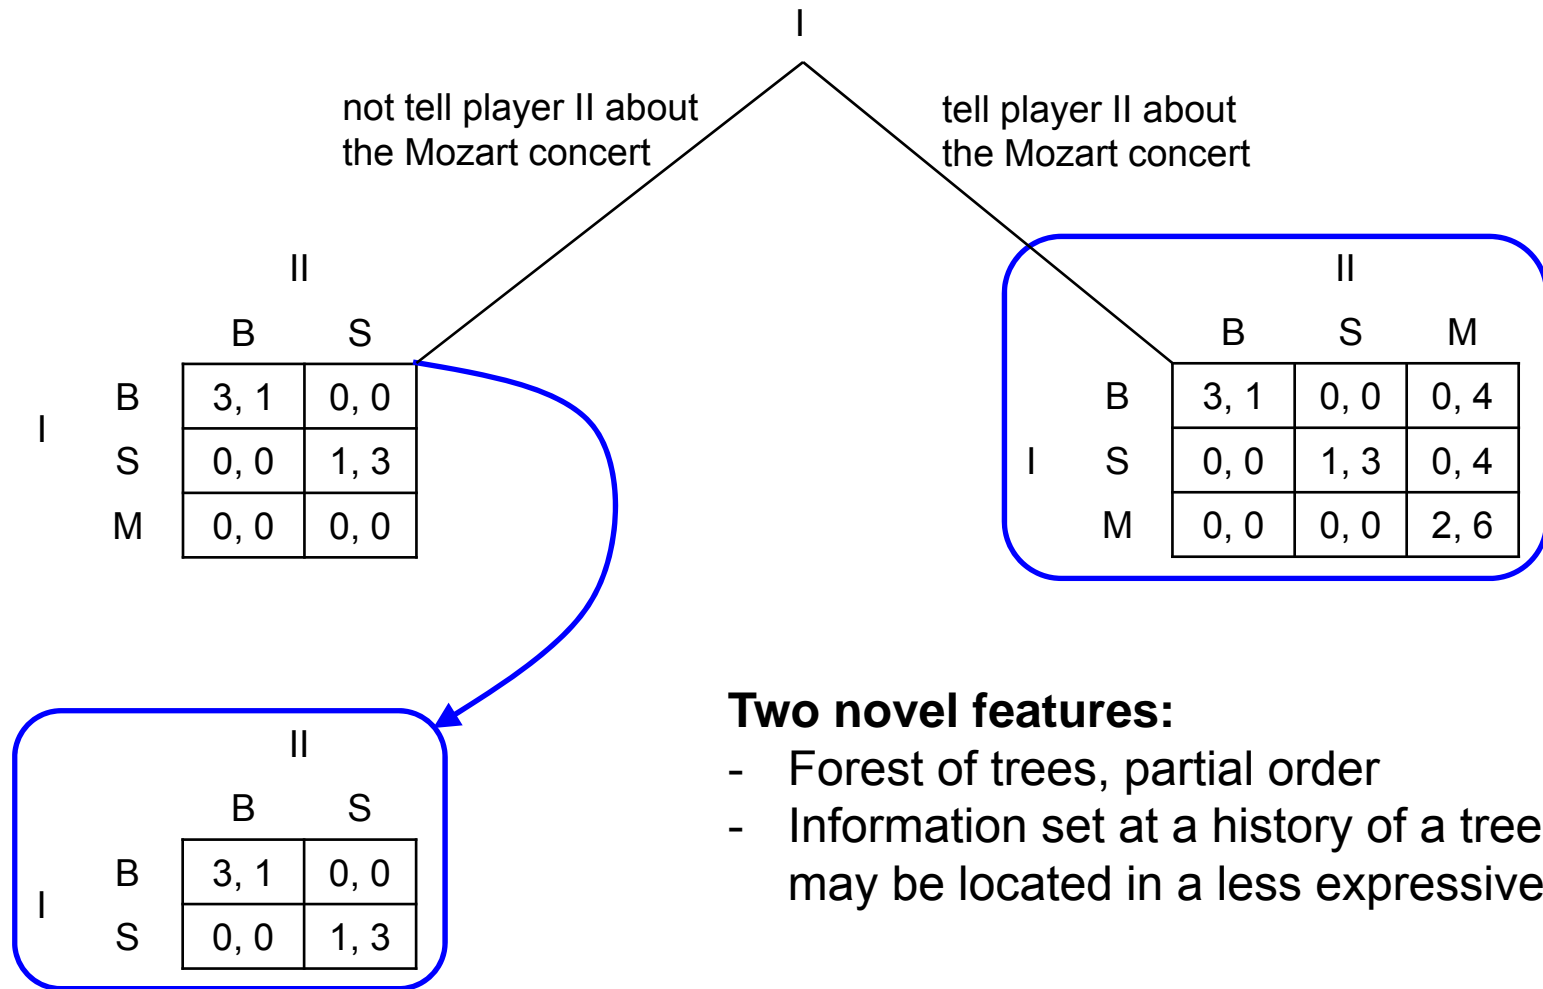 I
not tell player II about
the Mozart concert
tell player II about
the Mozart concert
II
B S
B 3, 1 0, 0
I
S 0, 0 1, 3
M 0, 0 0, 0
II
B S M
B 3, 1 0, 0 0, 4
I S 0, 0 1, 3 0, 4
M 0, 0 0, 0 2, 6
II
B S
B 3, 1 0, 0
I
S 0, 0 1, 3
Two novel features:
- Forest of trees, partial order
- Information set at a history of a tree
may be located in a less expressive